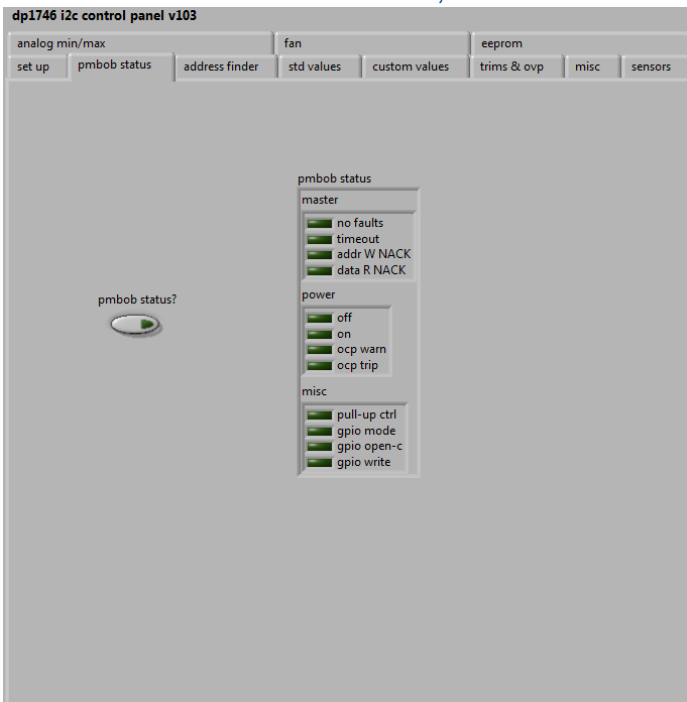 dp1746 i2c control panel v103
analog min/max fan eeprom
set up pmbob status address finder std values custom values trims & ovp misc sensors
pmbob status
master
no faults
timeout
addr W NACK
data R NACK
pmbob status?
power
off
on
ocp warn
ocp trip
misc
pull-up ctrl
gpio mode
gpio open-c
gpio write